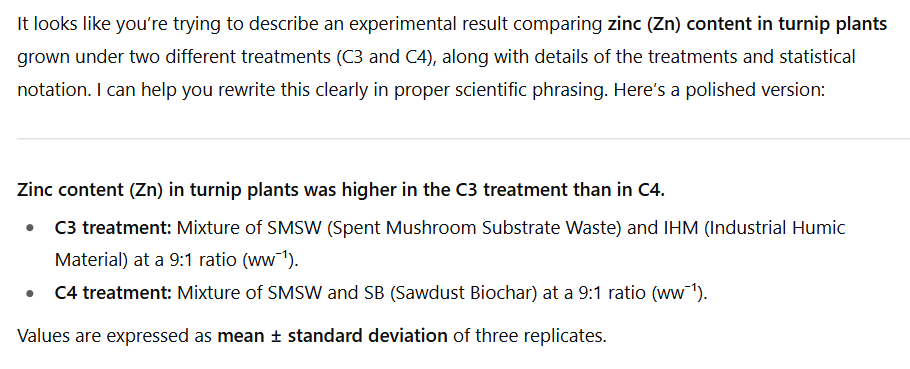 It looks like you’re trying to describe an experimental result comparing zinc (Zn) content in turnip plants
grown under two different treatments (C3 and C4), along with details of the treatments and statistical
notation. I can help you rewrite this clearly in proper scientific phrasing. Here’s a polished version:
Zinc content (Zn) in turnip plants was higher in the C3 treatment than in C4.
• C3 treatment: Mixture of SMSW (Spent Mushroom Substrate Waste) and IHM (Industrial Humic
Material) at a 9:1 ratio (ww⁻¹).
• C4 treatment: Mixture of SMSW and SB (Sawdust Biochar) at a 9:1 ratio (ww⁻¹).
Values are expressed as mean ± standard deviation of three replicates.